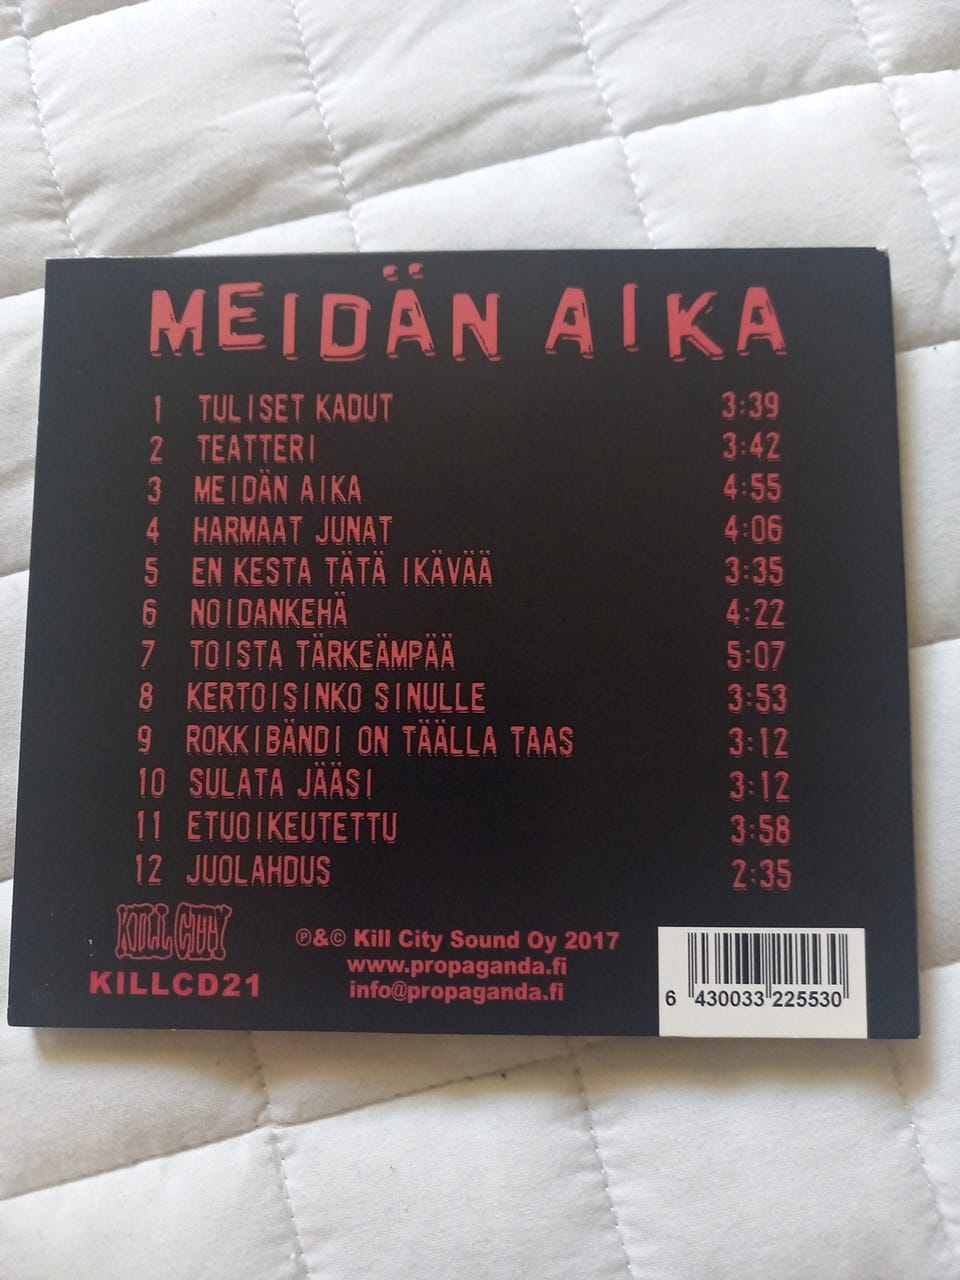 MEIDÄN AIKA
1 TULISET KADUT 3:39
2 TEATTERI 3:42
3 MEIDÄN AIKA 4:55
4 HARMAAT JUNAT 4:06
5 EN KESTA TÄTÄ IKÄVÄÄ 3:35
6 NOIDANKEHÄ 4:22
7 TOISTA TÄRKEÄMPÄÄ 5:07
8 KERTOISINKO SINULLE 3:53
9 ROKKIBÄNDI ON TÄÄLLA TAAS 3:12
10 SULATA JÄÄSI 3:12
11 ETUOIKEUTETTU 3:58
12 JUOLAHDUS 2:35
KILL CITY
KILLCD21
℗&© Kill City Sound Oy 2017
www.propaganda.fi
info@propaganda.fi
6 430033 225530